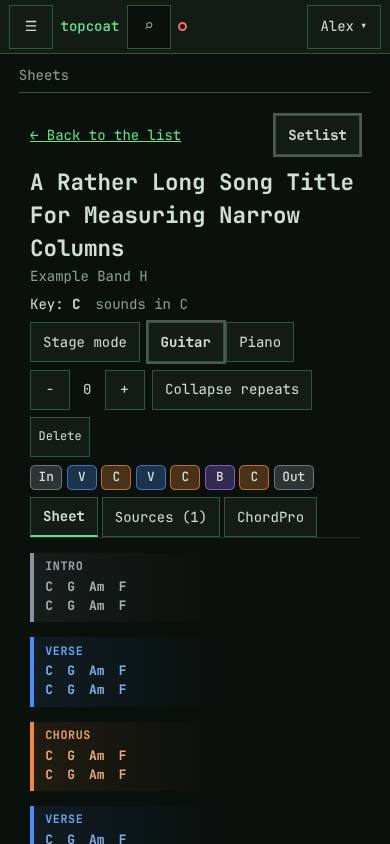 ☰ topcoat ⌕ Alex ▾
Sheets
← Back to the list Setlist
A Rather Long Song Title
For Measuring Narrow
Columns
Example Band H
Key: C sounds in C
Stage mode Guitar Piano
- 0 + Collapse repeats
Delete
In V C V C B C Out
Sheet Sources (1) ChordPro
INTRO
C G Am F
C G Am F
VERSE
C G Am F
C G Am F
CHORUS
C G Am F
C G Am F
VERSE
C G Am F